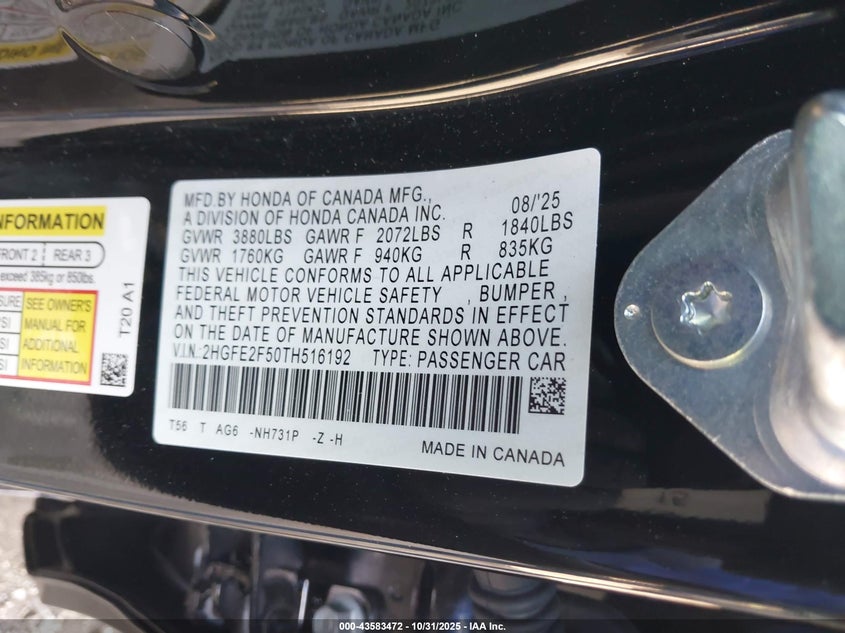 MFD.BY HONDA OF CANADA MFG.,
A DIVISION OF HONDA CANADA INC. 08/'25
GVWR 3880LBS GAWR F 2072LBS R 1840LBS
GVWR 1760KG GAWR F 940KG R 835KG
THIS VEHICLE CONFORMS TO ALL APPLICABLE
FEDERAL MOTOR VEHICLE SAFETY , BUMPER ,
AND THEFT PREVENTION STANDARDS IN EFFECT
ON THE DATE OF MANUFACTURE SHOWN ABOVE.
V.I.N.:2HGFE2F50TH516192 TYPE: PASSENGER CAR
T56 T AG6 -NH731P -Z -H
MADE IN CANADA
INFORMATION
FRONT 2 REAR 3
exceed 385kg or 850lbs.
SEE OWNER'S
MANUAL FOR
ADDITIONAL
INFORMATION
T20 A1
000-43583472 - 10/31/2025 - IAA Inc.